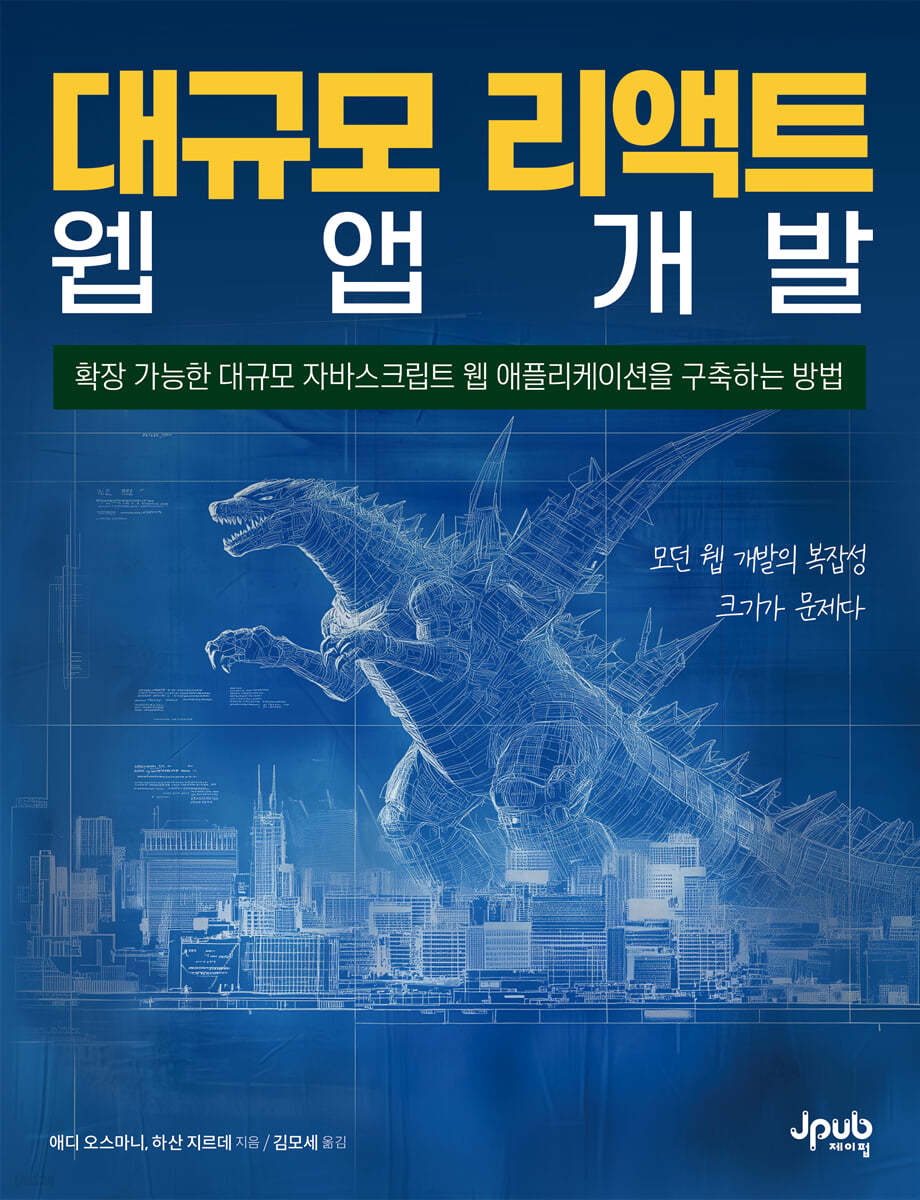 대규모 리액트
웹 앱 개발
확장 가능한 대규모 자바스크립트 웹 애플리케이션을 구축하는 방법
모던 웹 개발의 복잡성
크기가 문제다
애디 오스마니, 하산 지르데 지음 / 김모세 옮김
Jpub
제이펍